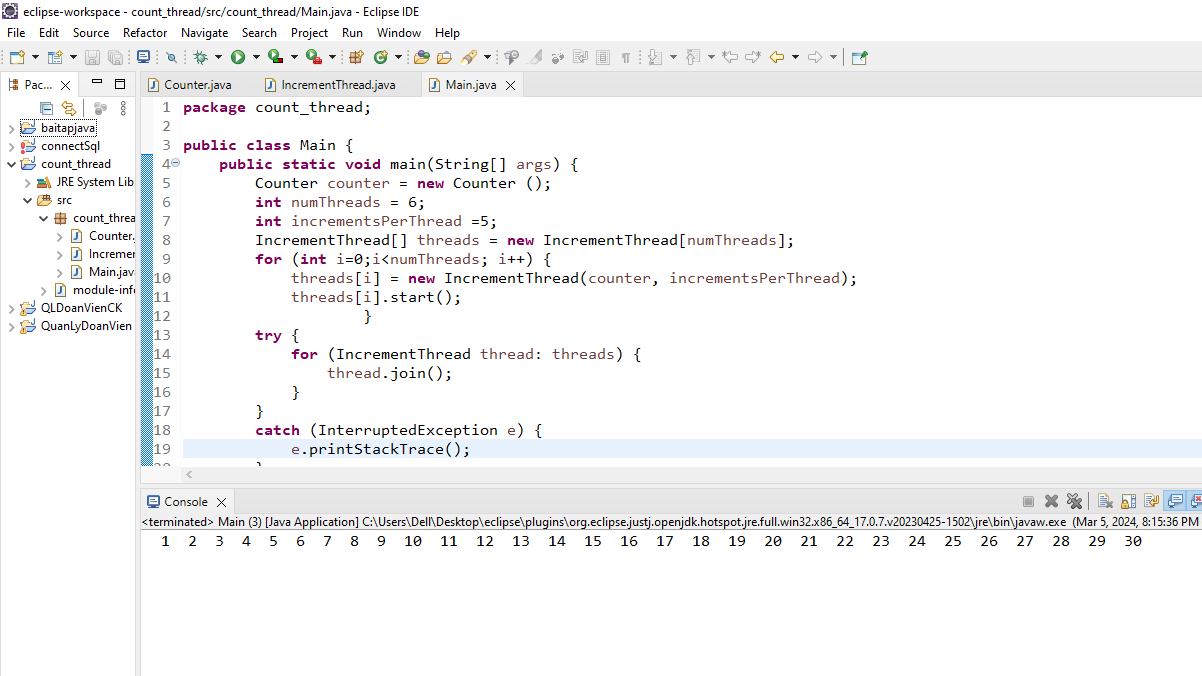 eclipse-workspace - count_thread/src/count_thread/Main.java - Eclipse IDE
File Edit Source Refactor Navigate Search Project Run Window Help
Pac...
Counter.java IncrementThread.java Main.java
baitapjava
connectSql
count_thread
JRE System Lib
src
count_threa
Counter.
Incremer
Main.jav
module-info
QLDoanVienCK
QuanLyDoanVien
1 package count_thread;
2
3 public class Main {
4 public static void main(String[] args) {
5 Counter counter = new Counter ();
6 int numThreads = 6;
7 int incrementsPerThread =5;
8 IncrementThread[] threads = new IncrementThread[numThreads];
9 for (int i=0;i<numThreads; i++) {
10 threads[i] = new IncrementThread(counter, incrementsPerThread);
11 threads[i].start();
12 }
13 try {
14 for (IncrementThread thread: threads) {
15 thread.join();
16 }
17 }
18 catch (InterruptedException e) {
19 e.printStackTrace();
20 }
Console
<terminated> Main (3) [Java Application] C:\Users\Dell\Desktop\eclipse\plugins\org.eclipse.justj.openjdk.hotspot.jre.full.win32.x86_64_17.0.7.v20230425-1502\jre\bin\javaw.exe (Mar 5, 2024, 8:15:36 PM
1 2 3 4 5 6 7 8 9 10 11 12 13 14 15 16 17 18 19 20 21 22 23 24 25 26 27 28 29 30